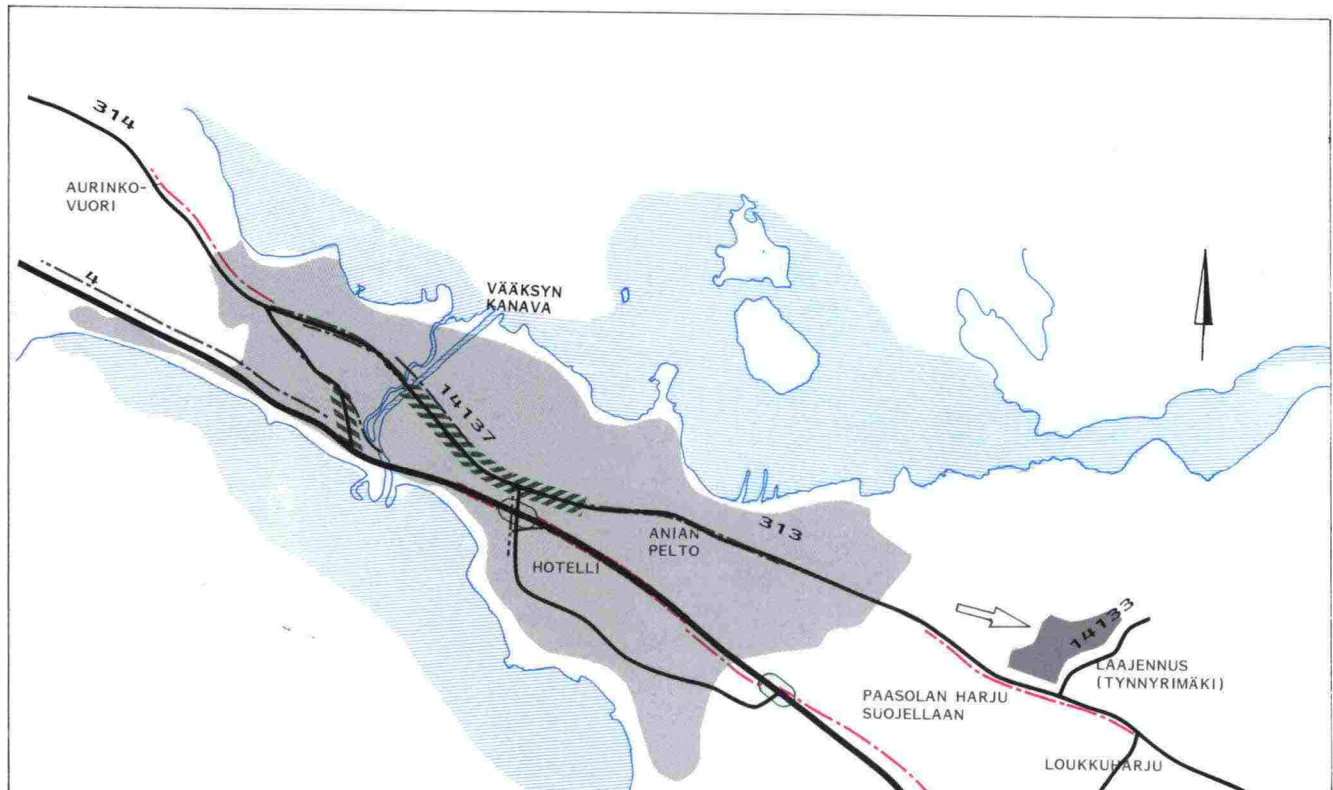 314
AURINKO-
VUORI
4
VÄÄKSYN
KANAVA
14137
313
ANIAN
PELTO
HOTELLI
14133
LAAJENNUS
(TYNNYRIMÄKI)
PAASOLAN HARJU
SUOJELLAAN
LOUKKUHARJU